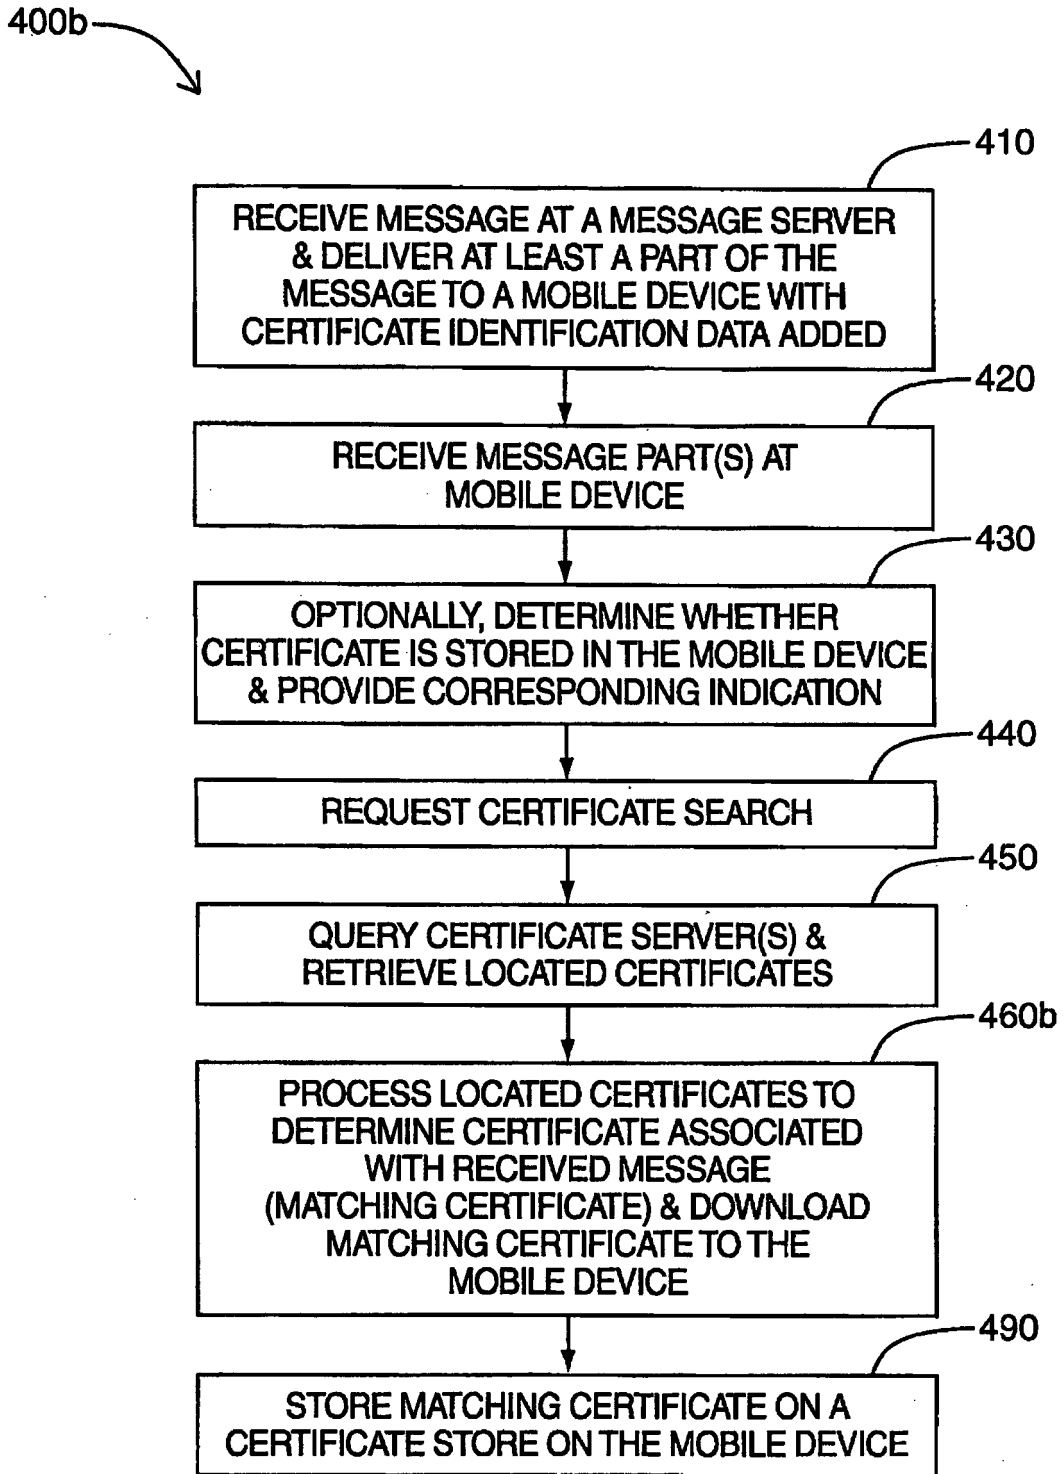 400b
410
RECEIVE MESSAGE AT A MESSAGE SERVER
& DELIVER AT LEAST A PART OF THE
MESSAGE TO A MOBILE DEVICE WITH
CERTIFICATE IDENTIFICATION DATA ADDED
420
RECEIVE MESSAGE PART(S) AT
MOBILE DEVICE
430
OPTIONALLY, DETERMINE WHETHER
CERTIFICATE IS STORED IN THE MOBILE DEVICE
& PROVIDE CORRESPONDING INDICATION
440
REQUEST CERTIFICATE SEARCH
450
QUERY CERTIFICATE SERVER(S) &
RETRIEVE LOCATED CERTIFICATES
460b
PROCESS LOCATED CERTIFICATES TO
DETERMINE CERTIFICATE ASSOCIATED
WITH RECEIVED MESSAGE
(MATCHING CERTIFICATE) & DOWNLOAD
MATCHING CERTIFICATE TO THE
MOBILE DEVICE
490
STORE MATCHING CERTIFICATE ON A
CERTIFICATE STORE ON THE MOBILE DEVICE